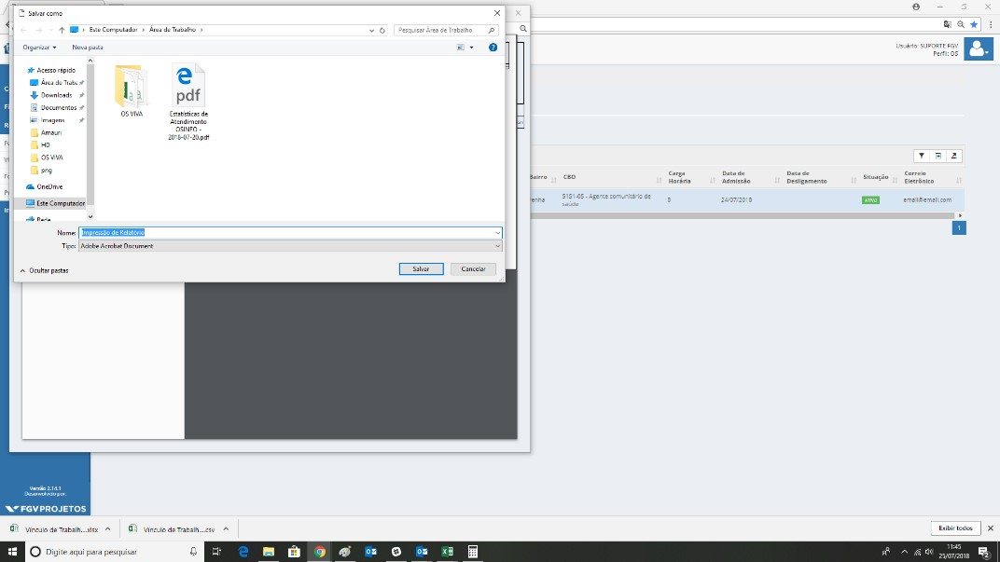 Salvar como
Este Computador
Área de Trabalho
Pesquisar Área de Trabalho
Organizar
Nova pasta
Acesso rápido
Área de Traba
Downloads
Documentos
Imagens
Amauri
HD
OS VIVA
png
OneDrive
Este Computador
Rede
OS VIVA
pdf
Estatísticas de
Atendimento
OSINFO -
2018-07-20.pdf
Nome: Impressão de Relatório
Tipo: Adobe Acrobat Document
Ocultar pastas
Salvar
Cancelar
Usuário: SUPORTE FGV
Perfil: OS
Bairro
CBO
Carga
Horária
Data de
Admissão
Data de
Desligamento
Situação
Correio
Eletrônico
enha
5151-05 - Agente comunitário de
saúde
8
24/07/2018
ATIVO
email@email.com
1
Versão 2.14.1
Desenvolvido por:
FGV PROJETOS
Vínculo de Trabalh....xlsx
Vínculo de Trabalh....csv
Exibir todos
Digite aqui para pesquisar
11:45
25/07/2018
2